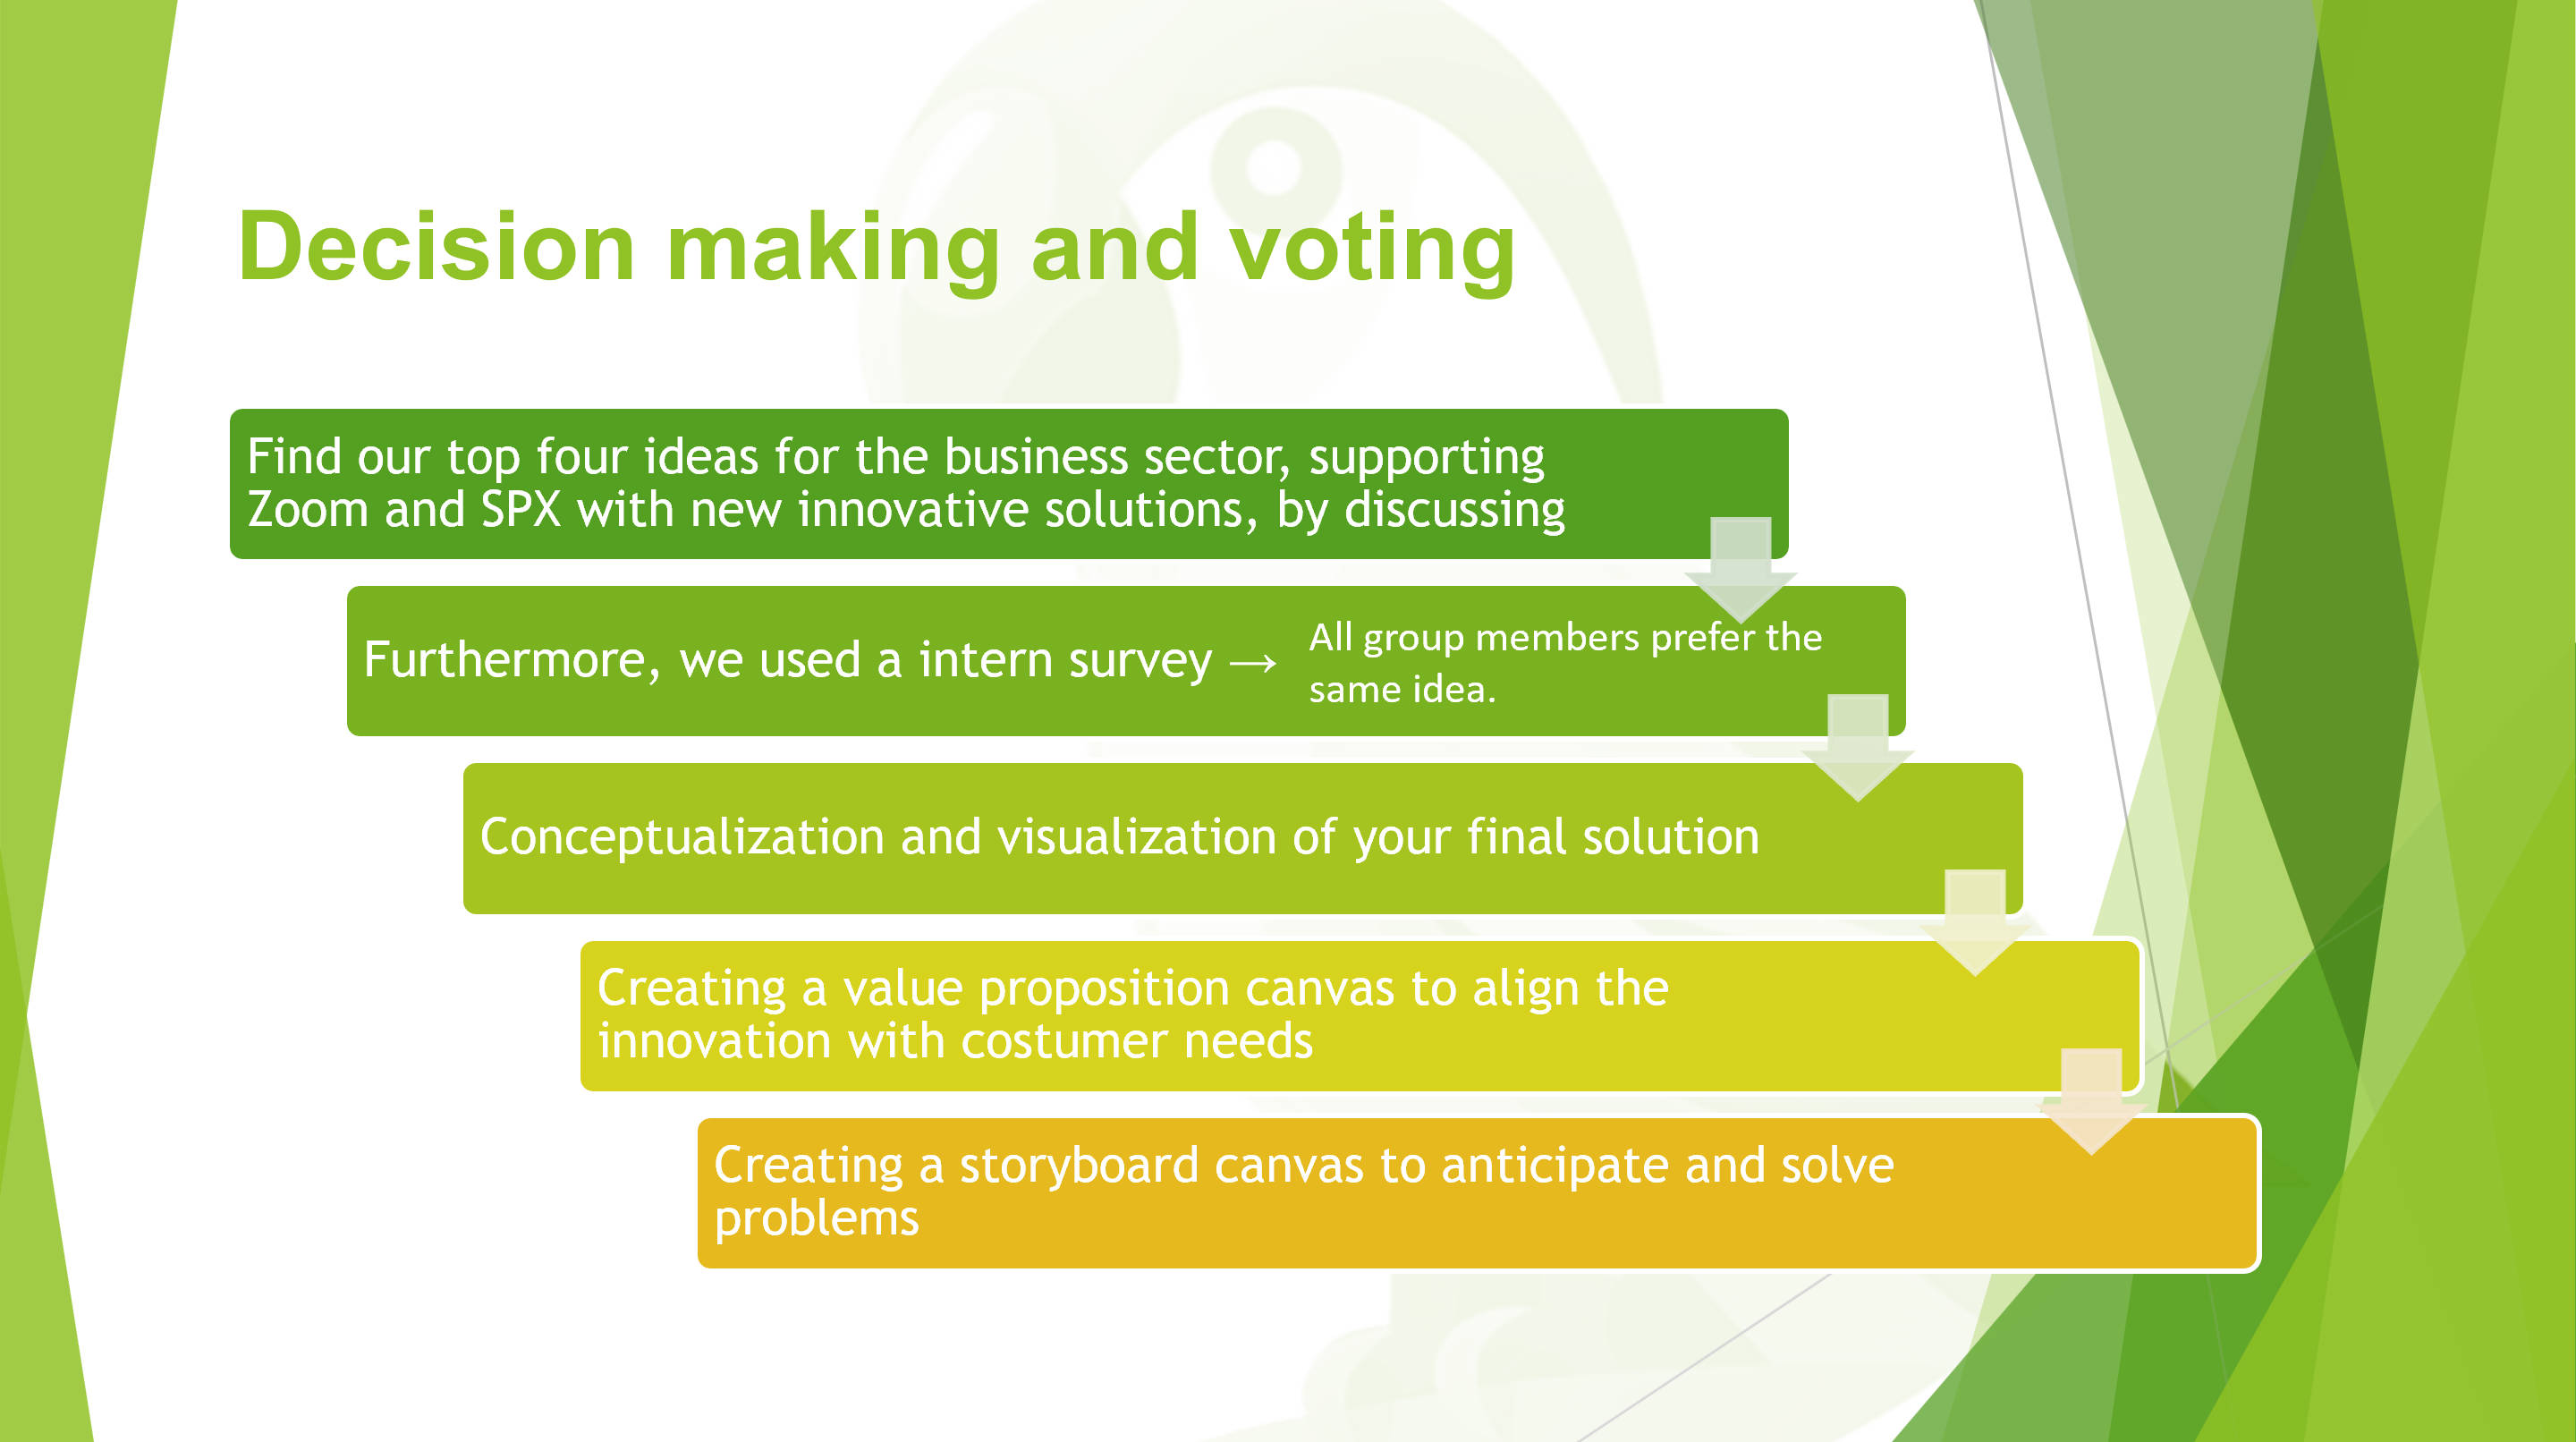 Decision making and voting
Find our top four ideas for the business sector, supporting
Zoom and SPX with new innovative solutions, by discussing
Furthermore, we used a intern survey → All group members prefer the
same idea.
Conceptualization and visualization of your final solution
Creating a value proposition canvas to align the
innovation with costumer needs
Creating a storyboard canvas to anticipate and solve
problems